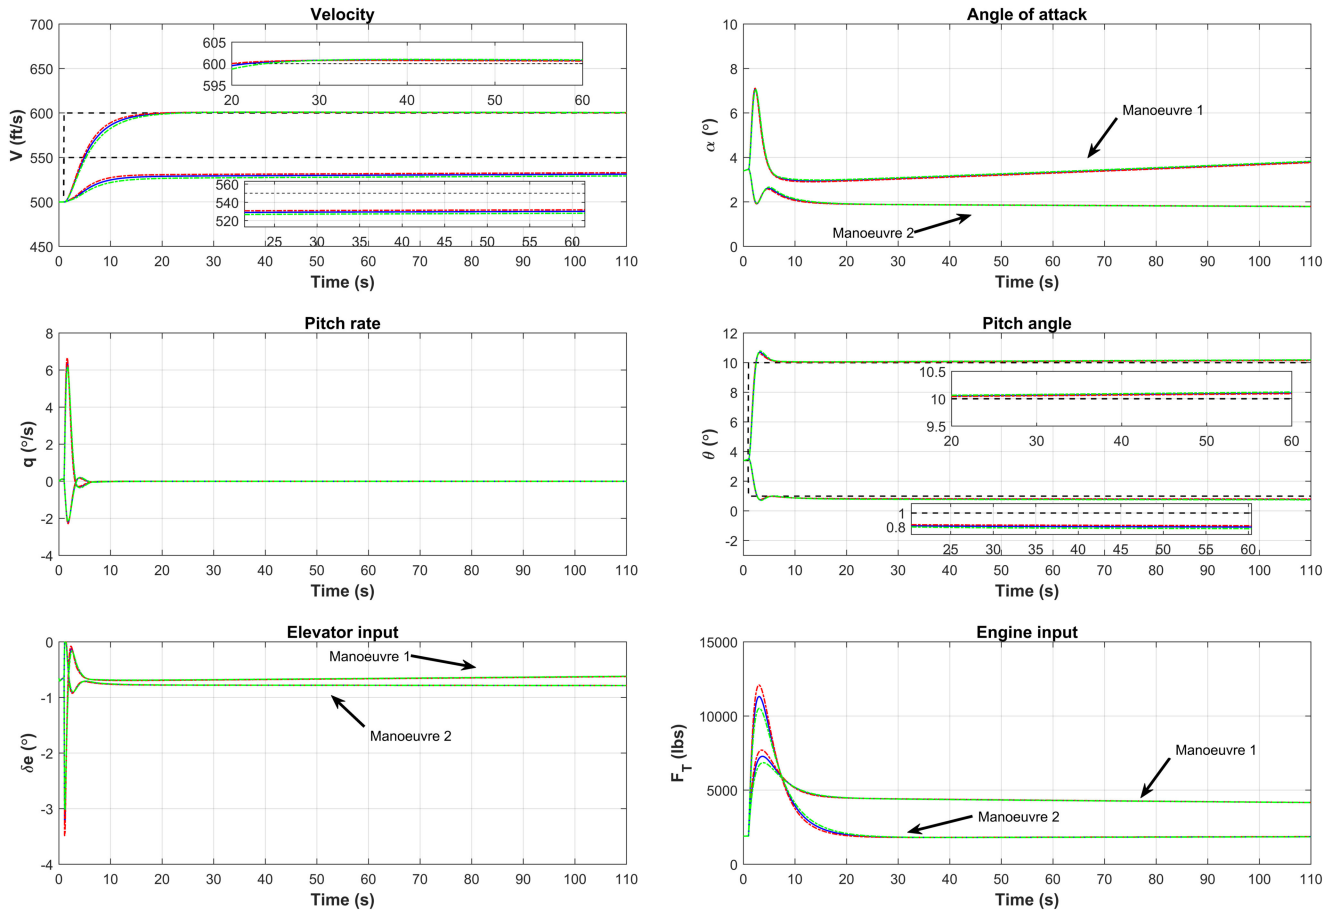 Velocity
700
650
600
550
500
450
V (ft/s)
605
600
595
20 30 40 50 60
560
540
520
25 30 35 40 45 50 55 60
0 10 20 30 40 50 60 70 80 90 100 110
Time (s)
Angle of attack
10
8
6
4
2
0
α (°)
Manoeuvre 1
Manoeuvre 2
0 10 20 30 40 50 60 70 80 90 100 110
Time (s)
Pitch rate
8
6
4
2
0
-2
-4
q (°/s)
0 10 20 30 40 50 60 70 80 90 100 110
Time (s)
Pitch angle
12
10
8
6
4
2
0
-2
θ (°)
10.5
10
9.5
20 30 40 50 60
1
0.8
25 30 35 40 45 50 55 60
0 10 20 30 40 50 60 70 80 90 100 110
Time (s)
Elevator input
0
-1
-2
-3
-4
δe (°)
Manoeuvre 1
Manoeuvre 2
0 10 20 30 40 50 60 70 80 90 100 110
Time (s)
Engine input
15000
10000
5000
0
F_T (lbs)
Manoeuvre 1
Manoeuvre 2
0 10 20 30 40 50 60 70 80 90 100 110
Time (s)